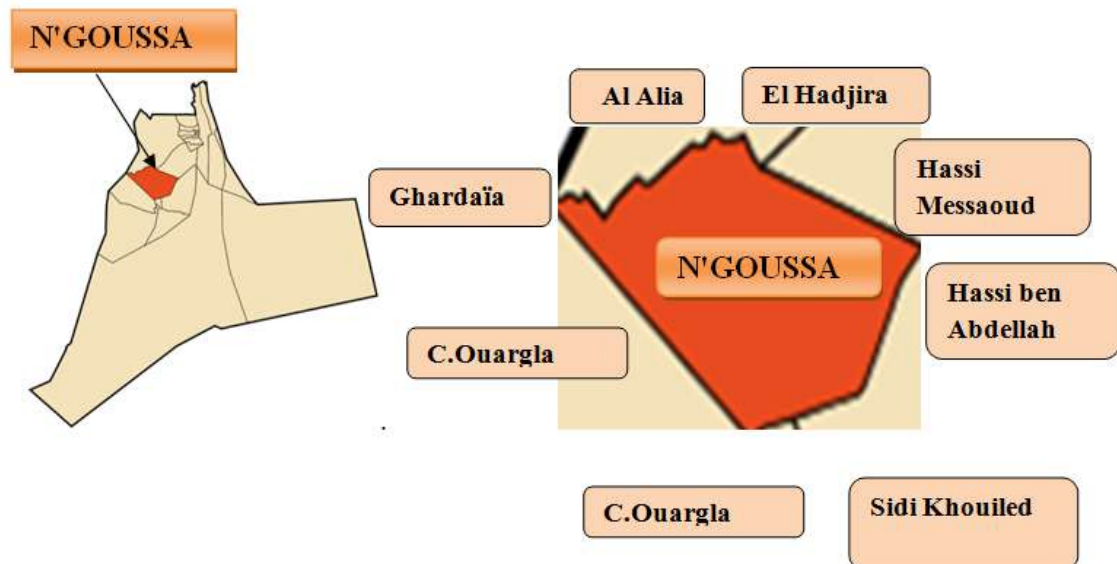 N'GOUSSA
Al Alia
El Hadjira
Ghardaïa
Hassi
Messaoud
N'GOUSSA
Hassi ben
Abdellah
C.Ouargla
C.Ouargla
Sidi Khouiled